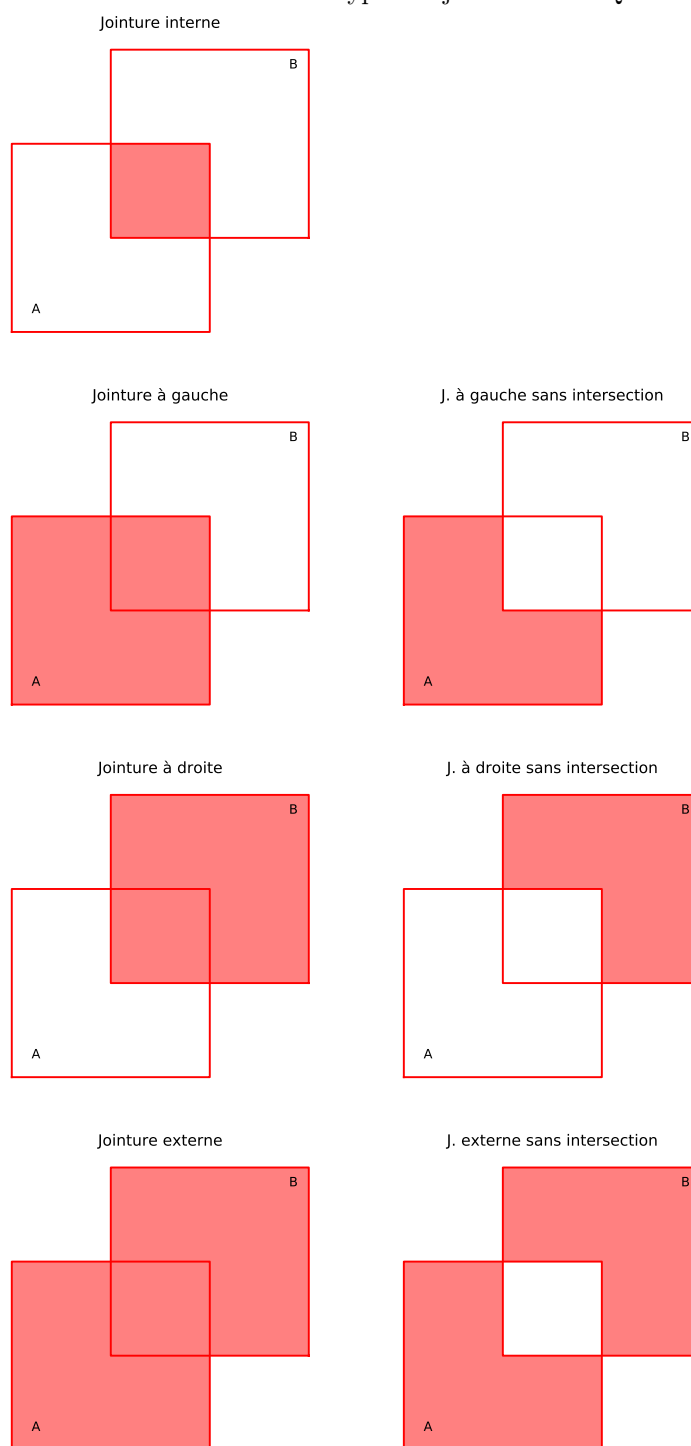 Jointure interne
B
A
Jointure à gauche
J. à gauche sans intersection
B
B
A
A
Jointure à droite
J. à droite sans intersection
B
B
A
A
Jointure externe
J. externe sans intersection
B
B
A
A